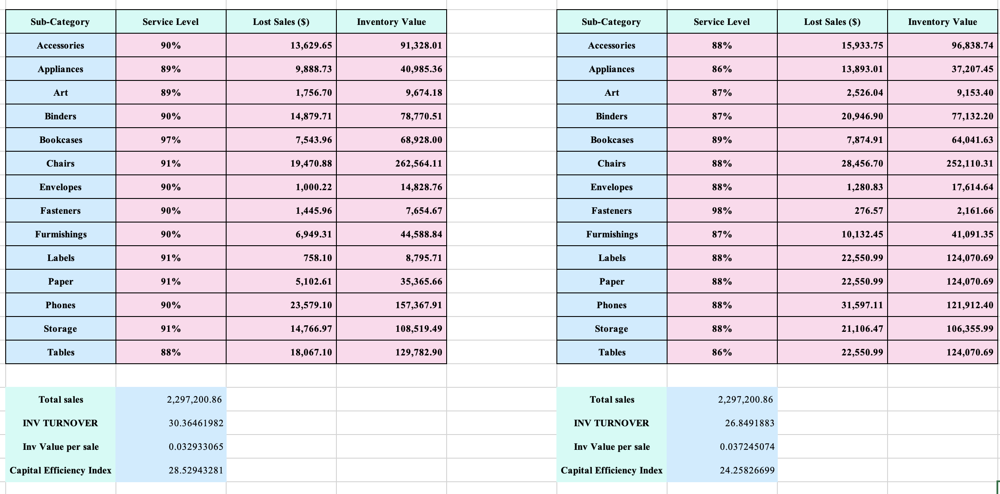 Sub-Category Service Level Lost Sales ($) Inventory Value Sub-Category Service Level Lost Sales ($) Inventory Value
Accessories 90% 13,629.65 91,328.01 Accessories 88% 15,933.75 96,838.74
Appliances 89% 9,888.73 40,985.36 Appliances 86% 13,893.01 37,207.45
Art 89% 1,756.70 9,674.18 Art 87% 2,526.04 9,153.40
Binders 90% 14,879.71 78,770.51 Binders 87% 20,946.90 77,132.20
Bookcases 97% 7,543.96 68,928.00 Bookcases 89% 7,874.91 64,041.63
Chairs 91% 19,470.88 262,564.11 Chairs 88% 28,456.70 252,110.31
Envelopes 90% 1,000.22 14,828.76 Envelopes 88% 1,280.83 17,614.64
Fasteners 90% 1,445.96 7,654.67 Fasteners 98% 276.57 2,161.66
Furmishings 90% 6,949.31 44,588.84 Furmishings 87% 10,132.45 41,091.35
Labels 91% 758.10 8,795.71 Labels 88% 22,550.99 124,070.69
Paper 91% 5,102.61 35,365.66 Paper 88% 22,550.99 124,070.69
Phones 90% 23,579.10 157,367.91 Phones 88% 31,597.11 121,912.40
Storage 91% 14,766.97 108,519.49 Storage 88% 21,106.47 106,355.99
Tables 88% 18,067.10 129,782.90 Tables 86% 22,550.99 124,070.69
Total sales 2,297,200.86 Total sales 2,297,200.86
INV TURNOVER 30.36461982 INV TURNOVER 26.8491883
Inv Value per sale 0.032933065 Inv Value per sale 0.037245074
Capital Efficiency Index 28.52943281 Capital Efficiency Index 24.25826699